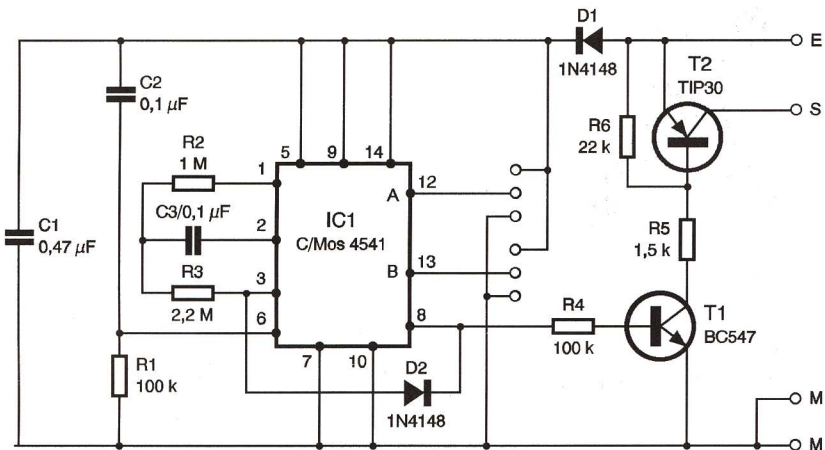 D1
1N4148
E
T2
TIP30
S
C2
0,1 µF
R2
1 M
C3/0,1 µF
R3
2,2 M
C1
0,47 µF
R1
100 k
5
9
14
1
2
3
6
7
10
12
13
8
A
B
IC1
C/Mos 4541
D2
1N4148
R6
22 k
R5
1,5 k
R4
100 k
T1
BC547
M
M